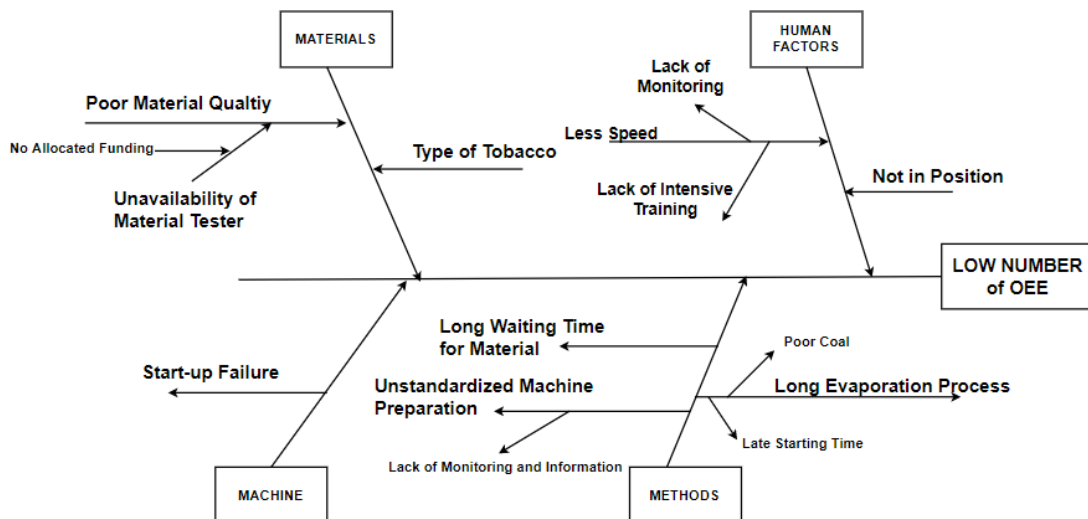 MATERIALS
HUMAN
FACTORS
Lack of
Monitoring
Poor Material Qualtiy
Less Speed
No Allocated Funding
Type of Tobacco
Unavailability of
Material Tester
Lack of Intensive
Training
Not in Position
LOW NUMBER
of OEE
Long Waiting Time
for Material
Poor Coal
Start-up Failure
Unstandardized Machine
Preparation
Long Evaporation Process
Late Starting Time
Lack of Monitoring and Information
MACHINE
METHODS